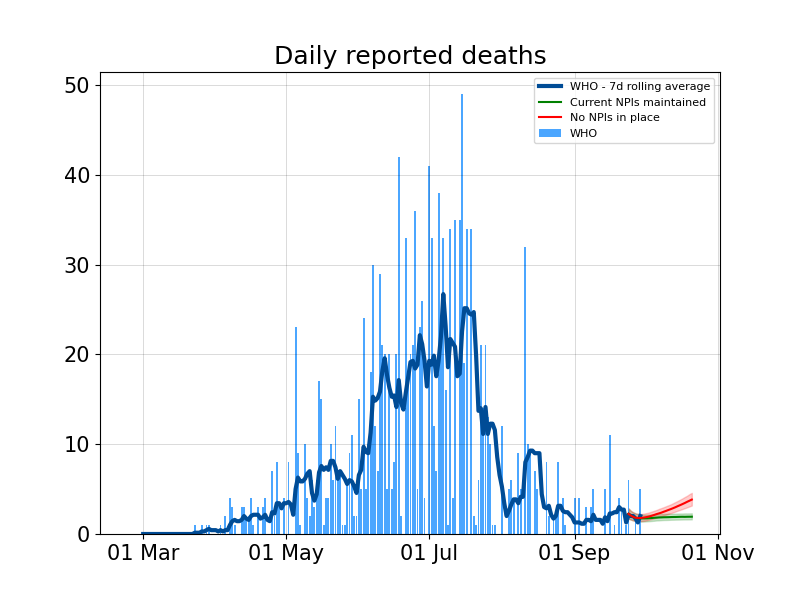 Daily reported deaths
WHO - 7d rolling average
Current NPIs maintained
No NPIs in place
WHO
50
40
30
20
10
0
01 Mar
01 May
01 Jul
01 Sep
01 Nov